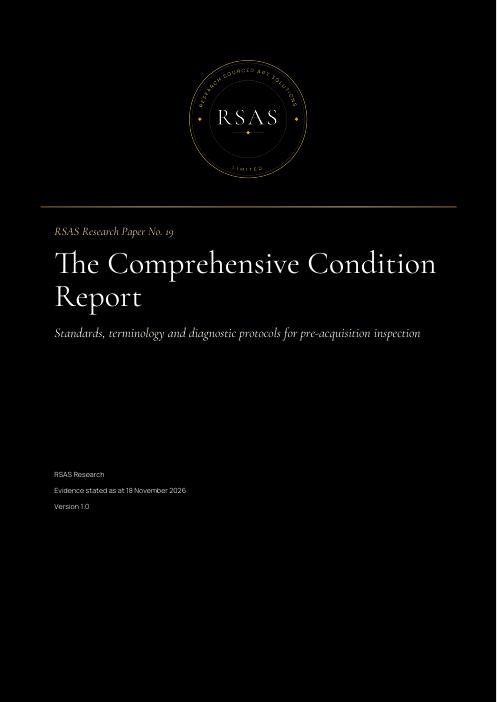 RESEARCH SOURCED ART SOLUTIONS
RSAS
LIMITED
RSAS Research Paper No. 19
The Comprehensive Condition
Report
Standards, terminology and diagnostic protocols for pre-acquisition inspection
RSAS Research
Evidence stated as at 18 November 2026
Version 1.0